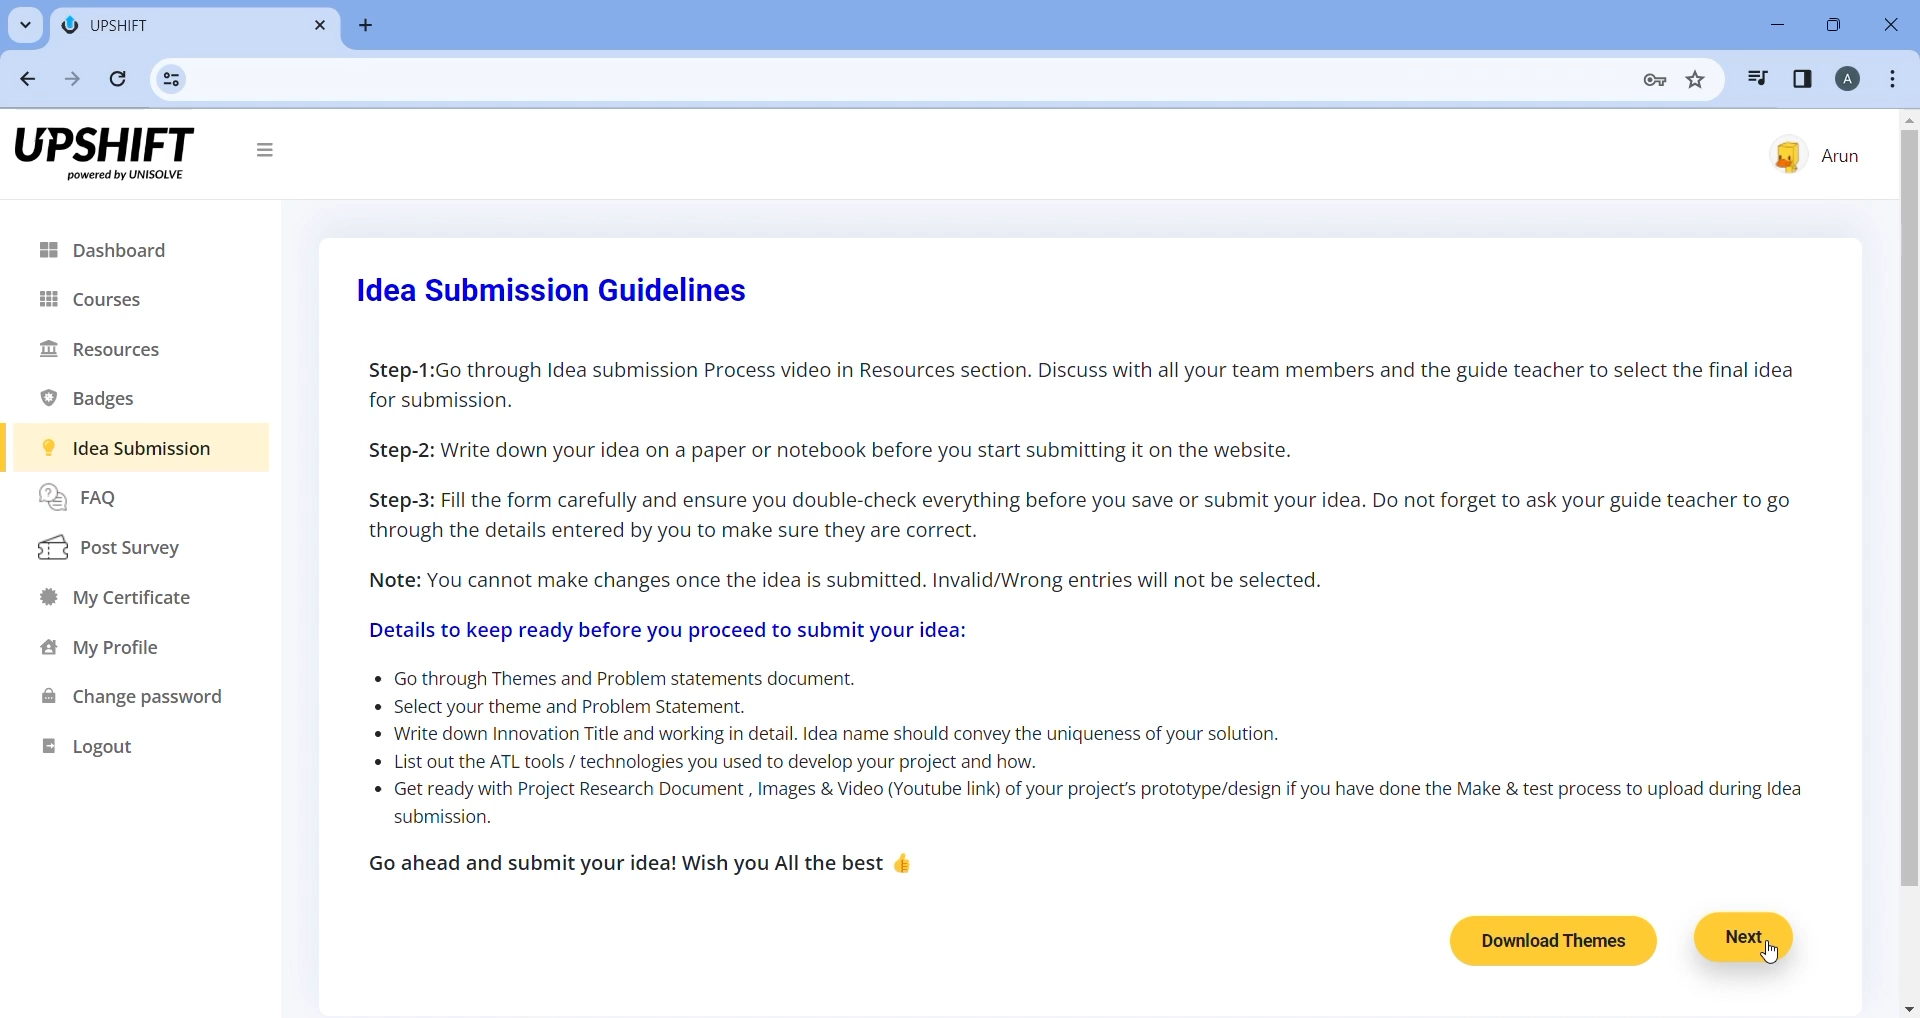 UPSHIFT
A
UPSHIFT
powered by UNISOLVE
Arun
Dashboard
Courses
Resources
Badges
Idea Submission
FAQ
Post Survey
My Certificate
My Profile
Change password
Logout
Idea Submission Guidelines
Step-1:Go through Idea submission Process video in Resources section. Discuss with all your team members and the guide teacher to select the final idea
for submission.
Step-2: Write down your idea on a paper or notebook before you start submitting it on the website.
Step-3: Fill the form carefully and ensure you double-check everything before you save or submit your idea. Do not forget to ask your guide teacher to go
through the details entered by you to make sure they are correct.
Note: You cannot make changes once the idea is submitted. Invalid/Wrong entries will not be selected.
Details to keep ready before you proceed to submit your idea:
• Go through Themes and Problem statements document.
• Select your theme and Problem Statement.
• Write down Innovation Title and working in detail. Idea name should convey the uniqueness of your solution.
• List out the ATL tools / technologies you used to develop your project and how.
• Get ready with Project Research Document , Images & Video (Youtube link) of your project’s prototype/design if you have done the Make & test process to upload during Idea
submission.
Go ahead and submit your idea! Wish you All the best 👍
Download Themes
Next